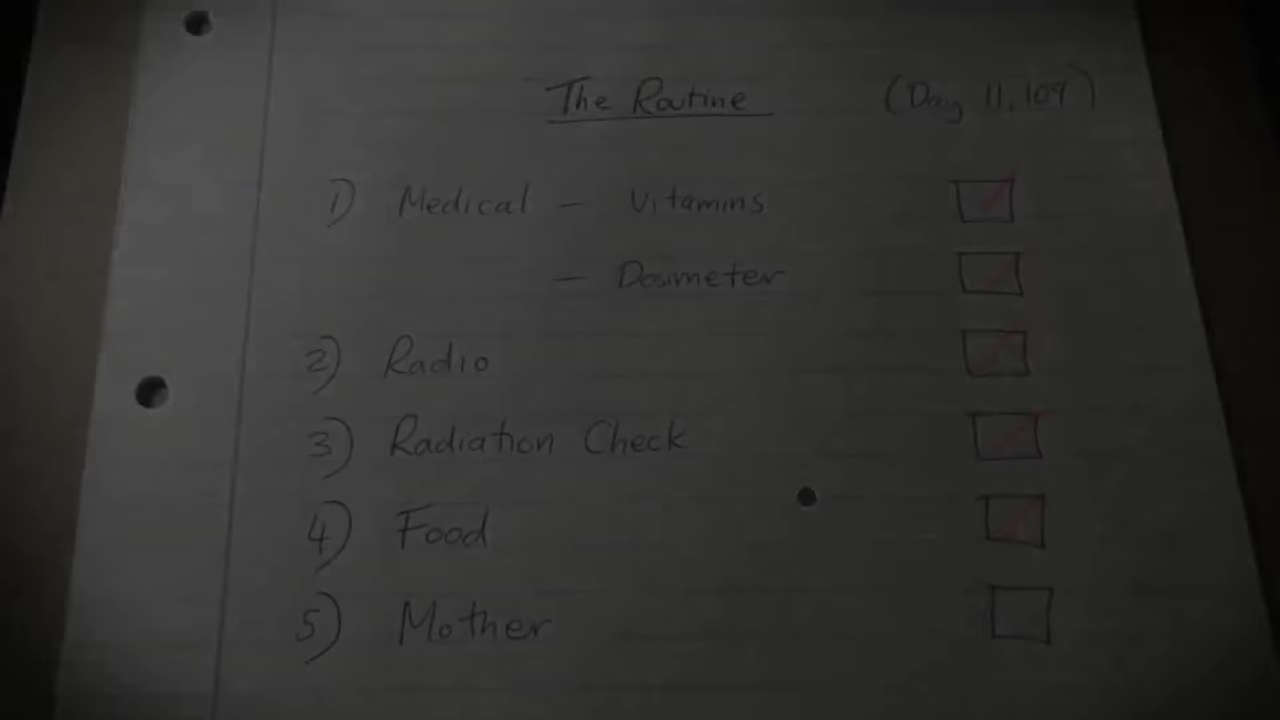 The Routine (Day 11,109)
1) Medical — Vitamins
— Dosimeter
2) Radio
3) Radiation Check
4) Food
5) Mother